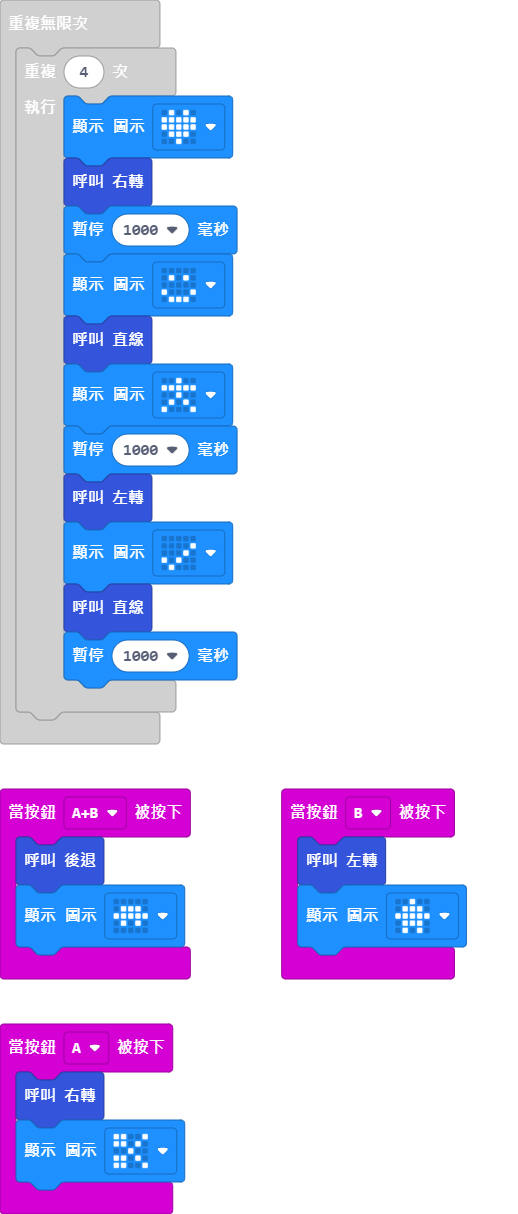 重複無限次
重複 4 次
執行
顯示 圖示
呼叫 右轉
暫停 1000 毫秒
顯示 圖示
呼叫 直線
顯示 圖示
暫停 1000 毫秒
呼叫 左轉
顯示 圖示
呼叫 直線
暫停 1000 毫秒
當按鈕 A+B 被按下
呼叫 後退
顯示 圖示
當按鈕 B 被按下
呼叫 左轉
顯示 圖示
當按鈕 A 被按下
呼叫 右轉
顯示 圖示